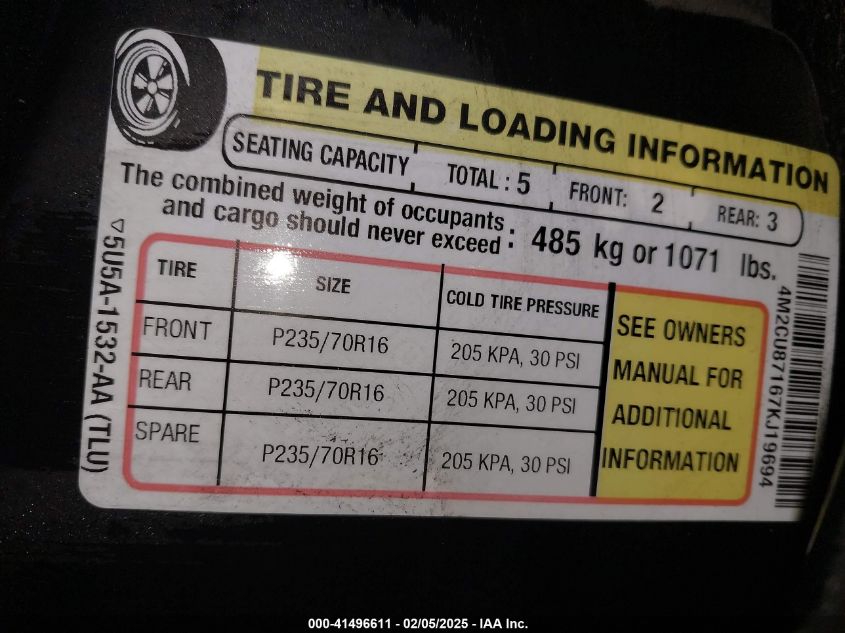 TIRE AND LOADING INFORMATION
SEATING CAPACITY TOTAL : 5 FRONT: 2 REAR: 3
The combined weight of occupants
and cargo should never exceed : 485 kg or 1071 lbs.
TIRE SIZE COLD TIRE PRESSURE
FRONT P235/70R16 205 KPA, 30 PSI
REAR P235/70R16 205 KPA, 30 PSI
SPARE P235/70R16 205 KPA, 30 PSI
SEE OWNERS
MANUAL FOR
ADDITIONAL
INFORMATION
5U5A-1532-AA (TLU)
4M2CU87167KJ19694
000-41496611 - 02/05/2025 - IAA Inc.